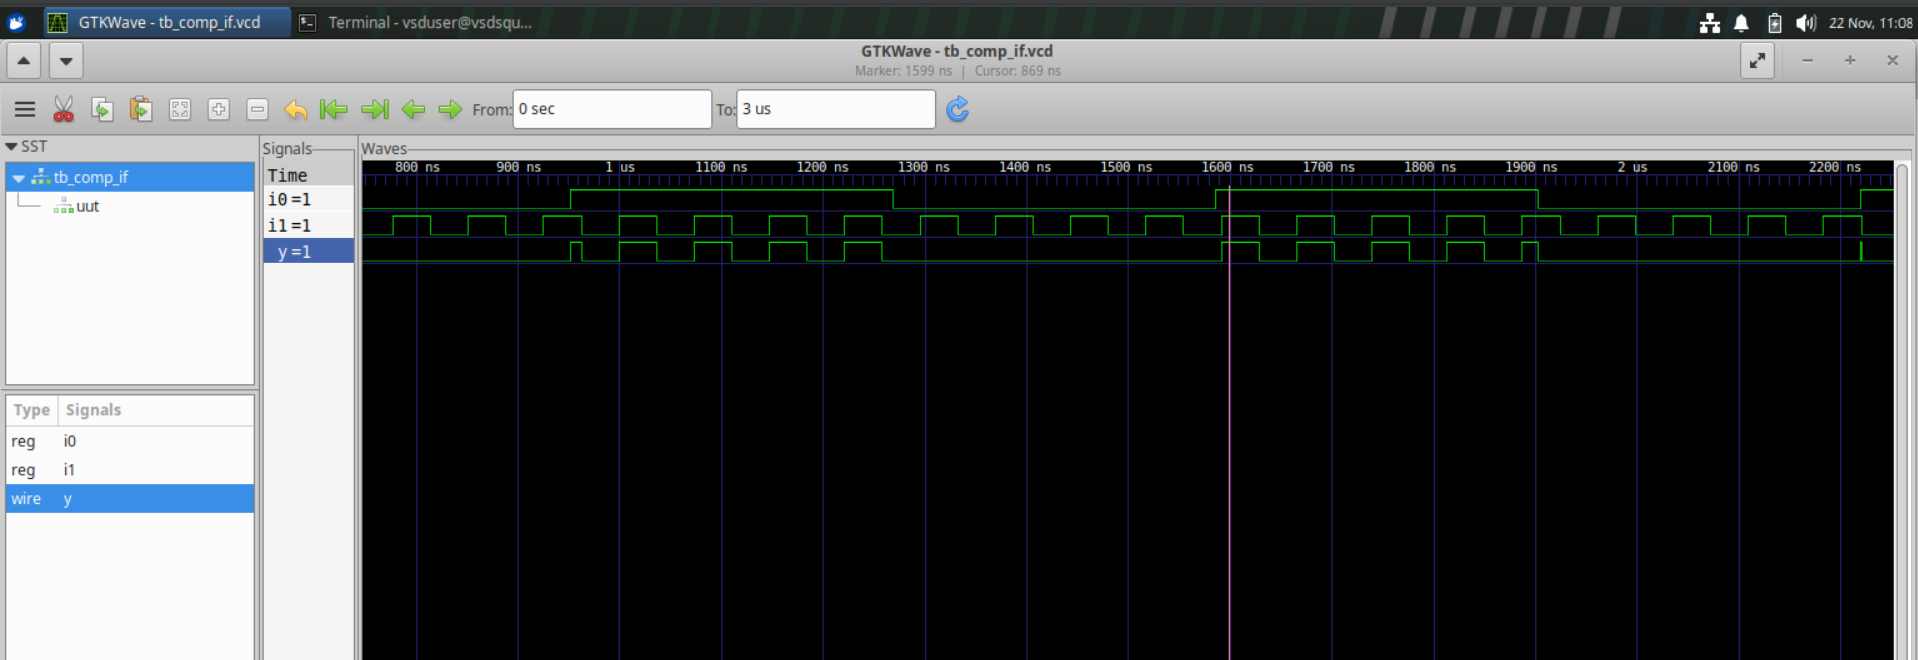 GTKWave - tb_comp_if.vcd
Terminal - vsduser@vsdsqu...
22 Nov, 11:08
GTKWave - tb_comp_if.vcd
Marker: 1599 ns | Cursor: 869 ns
From: 0 sec To: 3 us
SST
tb_comp_if
uut
Type Signals
reg i0
reg i1
wire y
Signals
Time
i0 =1
i1 =1
y =1
Waves
800 ns 900 ns 1 us 1100 ns 1200 ns 1300 ns 1400 ns 1500 ns 1600 ns 1700 ns 1800 ns 1900 ns 2 us 2100 ns 2200 ns